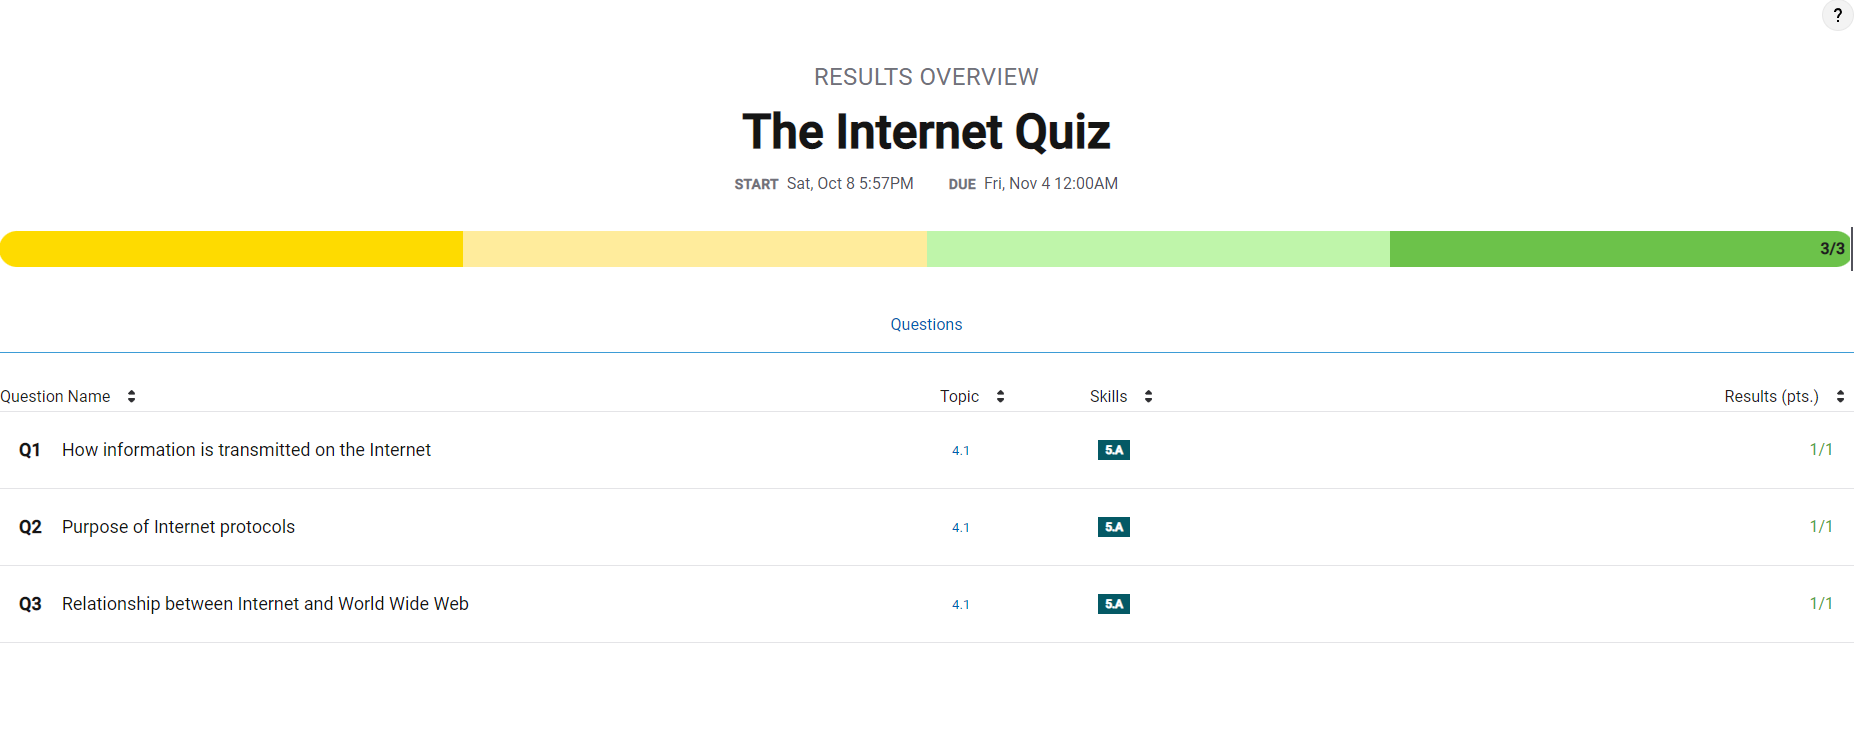 ?
RESULTS OVERVIEW
The Internet Quiz
START Sat, Oct 8 5:57PM DUE Fri, Nov 4 12:00AM
3/3
Questions
Question Name Topic Skills Results (pts.)
Q1 How information is transmitted on the Internet 4.1 5.A 1/1
Q2 Purpose of Internet protocols 4.1 5.A 1/1
Q3 Relationship between Internet and World Wide Web 4.1 5.A 1/1